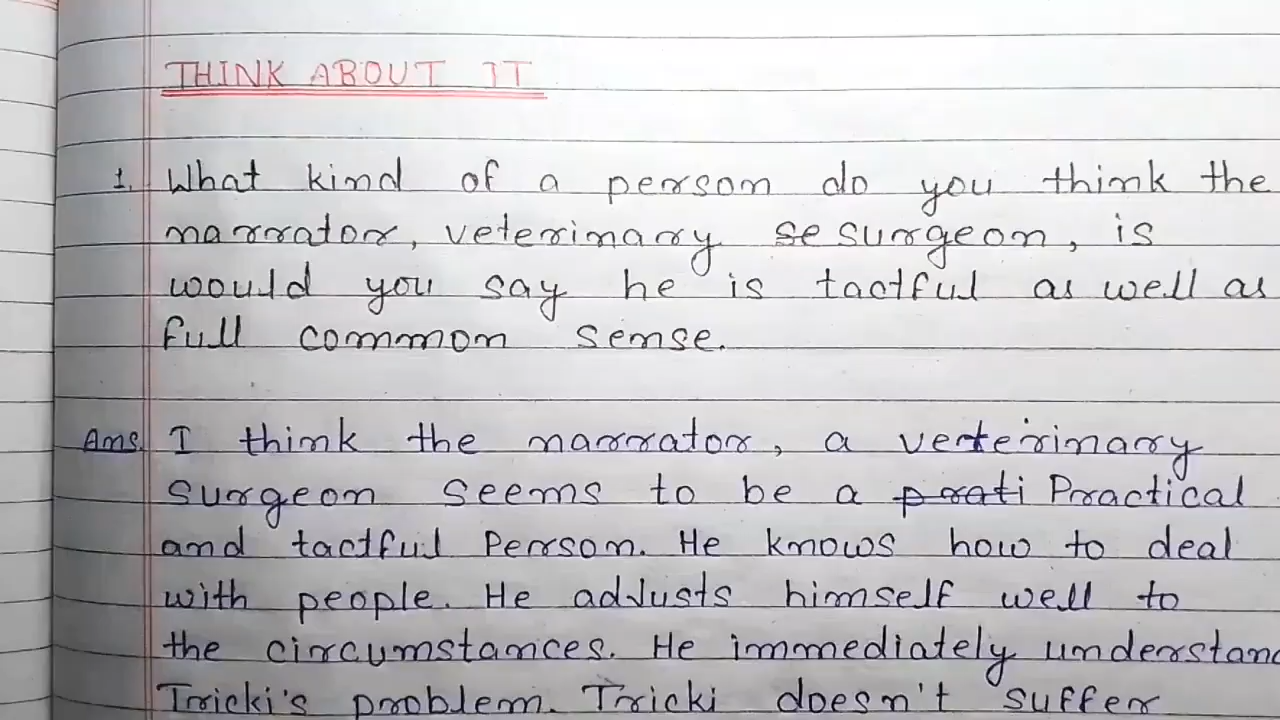 THINK ABOUT IT
1. What kind of a person do you think the
narrator, veterinary se surgeon, is
would you say he is tactful as well as
full common sense.
Ans. I think the narrator, a veterinary
Surgeon seems to be a prati Practical
and tactful Person. He knows how to deal
with people. He adjusts himself well to
the circumstances. He immediately understand
Tricki's problem. Tricki doesn't suffer